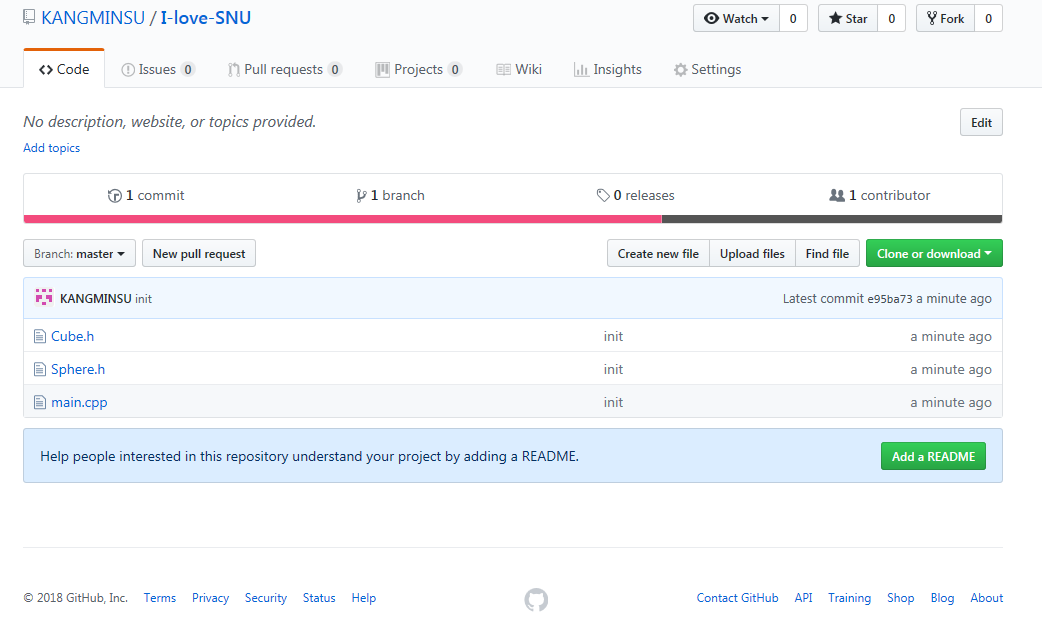 KANGMINSU / I-love-SNU
Watch 0 Star 0 Fork 0
Code Issues 0 Pull requests 0 Projects 0 Wiki Insights Settings
No description, website, or topics provided. Edit
Add topics
1 commit 1 branch 0 releases 1 contributor
Branch: master New pull request Create new file Upload files Find file Clone or download
KANGMINSU init Latest commit e95ba73 a minute ago
Cube.h init a minute ago
Sphere.h init a minute ago
main.cpp init a minute ago
Help people interested in this repository understand your project by adding a README. Add a README
© 2018 GitHub, Inc. Terms Privacy Security Status Help Contact GitHub API Training Shop Blog About